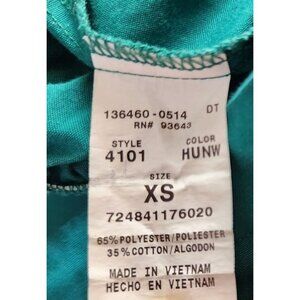 136460-0514 DT
RN# 93643
STYLE COLOR
4101 HUNW
SIZE
XS
724841176020
65% POLYESTER/POLIESTER
35% COTTON/ALGODON
MADE IN VIETNAM
HECHO EN VIETNAM